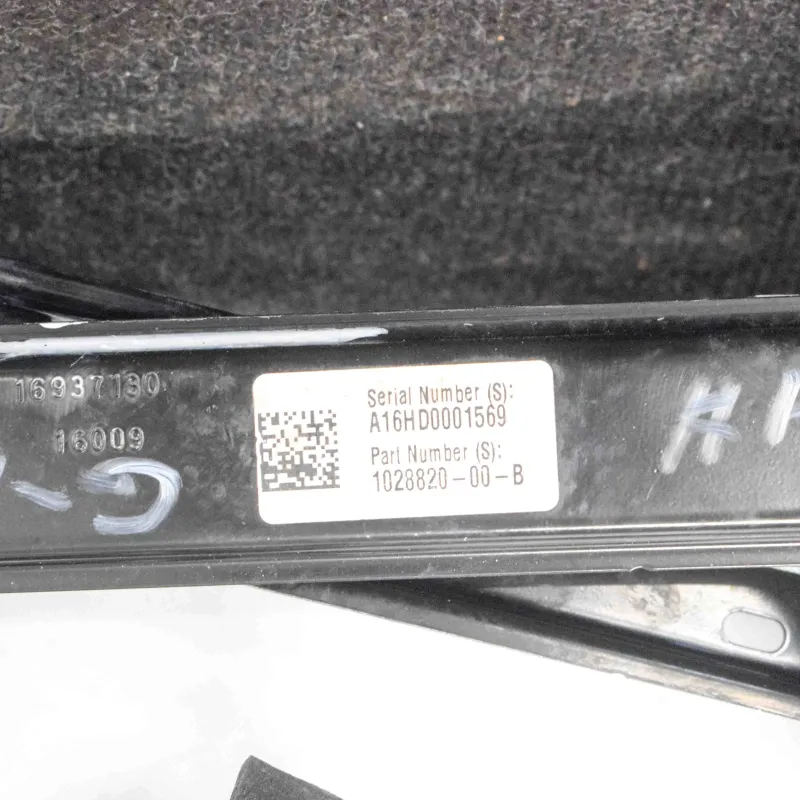 16937130
16009
Serial Number (S):
A16HD0001569
Part Number (S):
1028820-00-B